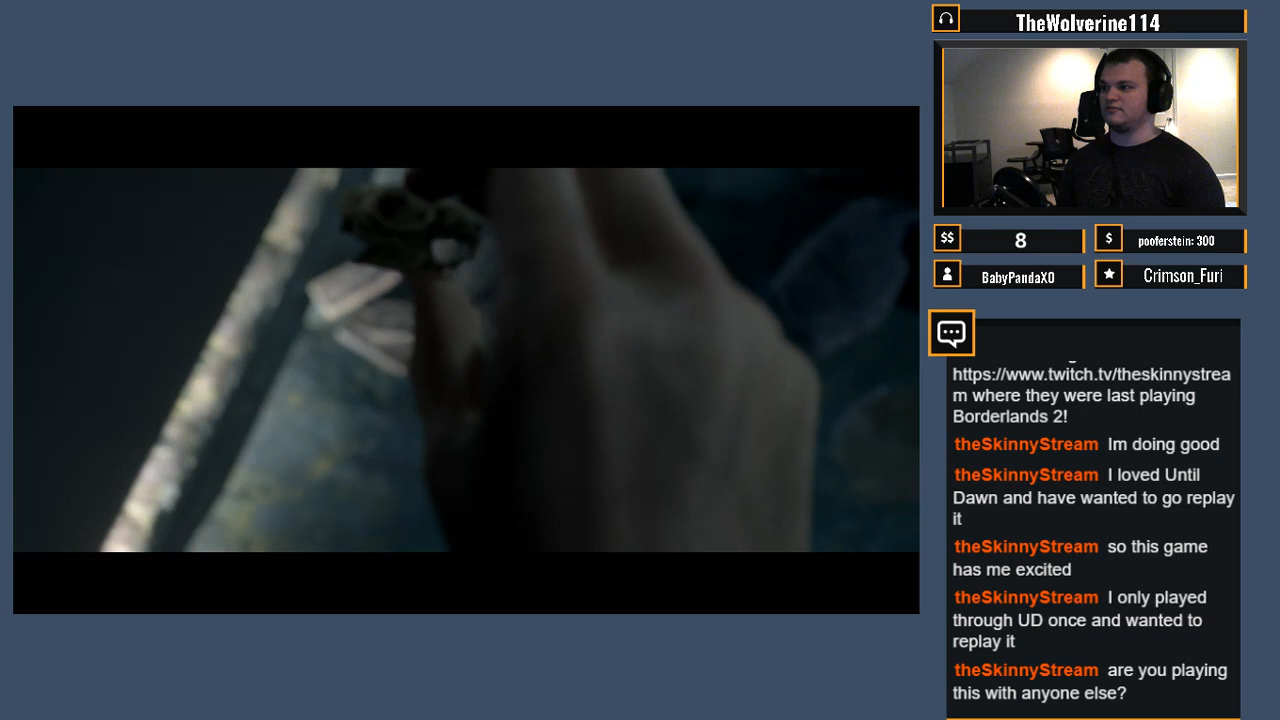 TheWolverine114
$$ 8 $ pooferstein: 300
BabyPandaXO Crimson_Furi
https://www.twitch.tv/theskinnystrea
m where they were last playing
Borderlands 2!
theSkinnyStream Im doing good
theSkinnyStream I loved Until
Dawn and have wanted to go replay
it
theSkinnyStream so this game
has me excited
theSkinnyStream I only played
through UD once and wanted to
replay it
theSkinnyStream are you playing
this with anyone else?